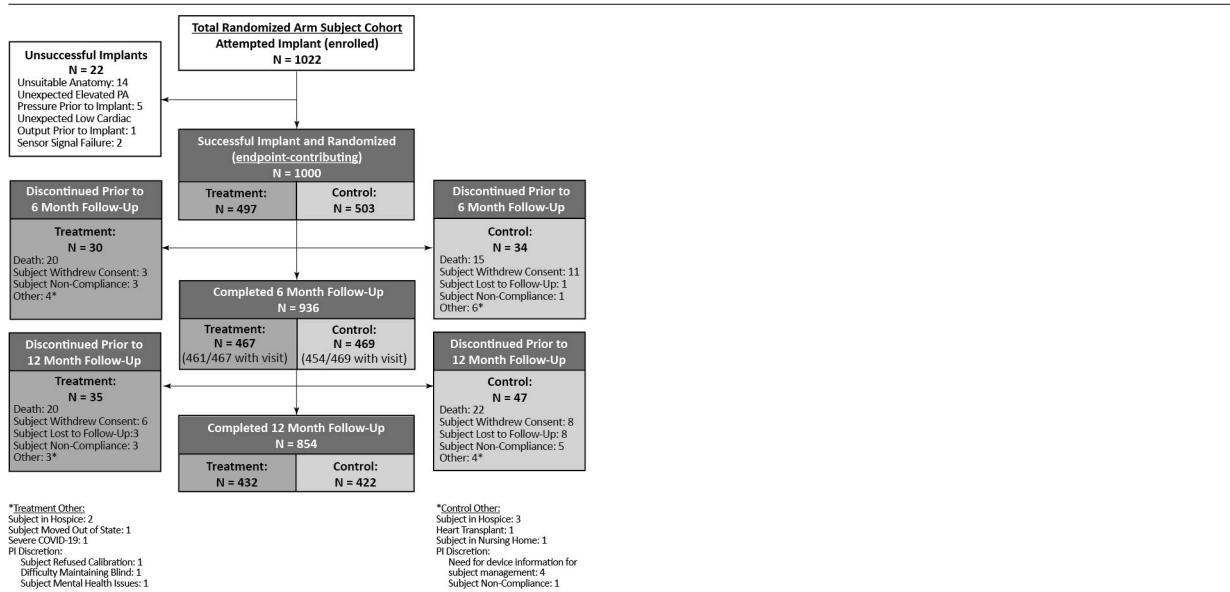 Total Randomized Arm Subject Cohort
Attempted Implant (enrolled)
N = 1022
Unsuccessful Implants
N = 22
Unsuitable Anatomy: 14
Unexpected Elevated PA
Pressure Prior to Implant: 5
Unexpected Low Cardiac
Output Prior to Implant: 1
Sensor Signal Failure: 2
Successful Implant and Randomized
(endpoint-contributing)
N = 1000
Treatment:
N = 497
Control:
N = 503
Discontinued Prior to
6 Month Follow-Up
Treatment:
N = 30
Death: 20
Subject Withdrew Consent: 3
Subject Non-Compliance: 3
Other: 4*
Discontinued Prior to
6 Month Follow-Up
Control:
N = 34
Death: 15
Subject Withdrew Consent: 11
Subject Lost to Follow-Up: 1
Subject Non-Compliance: 1
Other: 6*
Completed 6 Month Follow-Up
N = 936
Treatment:
N = 467
(461/467 with visit)
Control:
N = 469
(454/469 with visit)
Discontinued Prior to
12 Month Follow-Up
Treatment:
N = 35
Death: 20
Subject Withdrew Consent: 6
Subject Lost to Follow-Up:3
Subject Non-Compliance: 3
Other: 3*
Discontinued Prior to
12 Month Follow-Up
Control:
N = 47
Death: 22
Subject Withdrew Consent: 8
Subject Lost to Follow-Up: 8
Subject Non-Compliance: 5
Other: 4*
Completed 12 Month Follow-Up
N = 854
Treatment:
N = 432
Control:
N = 422
*Treatment Other:
Subject in Hospice: 2
Subject Moved Out of State: 1
Severe COVID-19: 1
PI Discretion:
Subject Refused Calibration: 1
Difficulty Maintaining Blind: 1
Subject Mental Health Issues: 1
*Control Other:
Subject in Hospice: 3
Heart Transplant: 1
Subject in Nursing Home: 1
PI Discretion:
Need for device information for
subject management: 4
Subject Non-Compliance: 1